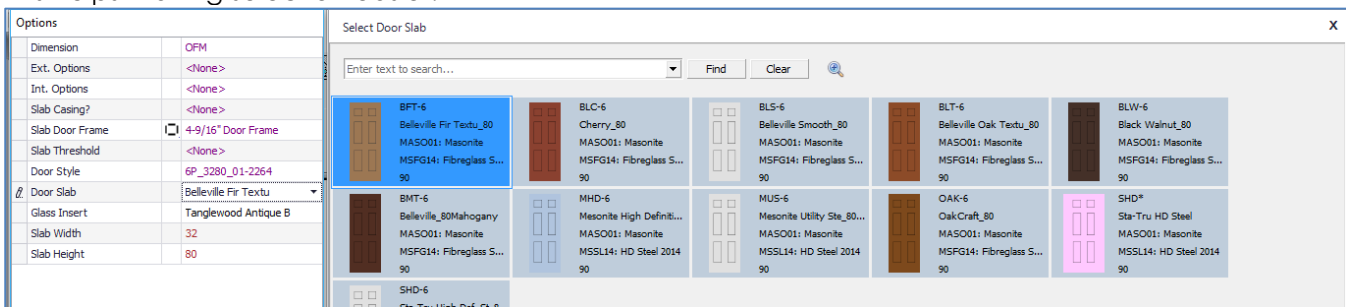 Options
Dimension OFM
Ext. Options <None>
Int. Options <None>
Slab Casing? <None>
Slab Door Frame 4-9/16" Door Frame
Slab Threshold <None>
Door Style 6P_3280_01-2264
Door Slab Belleville Fir Textu
Glass Insert Tanglewood Antique B
Slab Width 32
Slab Height 80
Select Door Slab X
Enter text to search... Find Clear
BFT-6
Belleville Fir Textu_80
MASO01: Masonite
MSFG14: Fibreglass S...
90
BLC-6
Cherry_80
MASO01: Masonite
MSFG14: Fibreglass S...
90
BLS-6
Belleville Smooth_80
MASO01: Masonite
MSFG14: Fibreglass S...
90
BLT-6
Belleville Oak Textu_80
MASO01: Masonite
MSFG14: Fibreglass S...
90
BLW-6
Black Walnut_80
MASO01: Masonite
MSFG14: Fibreglass S...
90
BMT-6
Belleville_80Mahogany
MASO01: Masonite
MSFG14: Fibreglass S...
90
MHD-6
Mesonite High Definiti...
MASO01: Masonite
MSSL14: HD Steel 2014
90
MUS-6
Mesonite Utility Ste_80...
MASO01: Masonite
MSSL14: HD Steel 2014
90
OAK-6
OakCraft_80
MASO01: Masonite
MSFG14: Fibreglass S...
90
SHD*
Sta-Tru HD Steel
MASO01: Masonite
MSSL14: HD Steel 2014
90
SHD-6